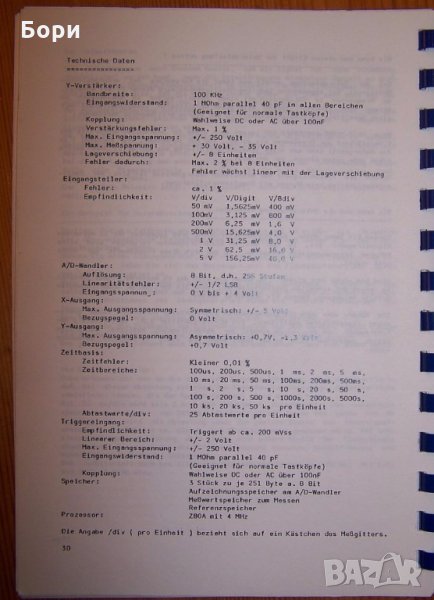 Бори
Technische Daten
================
Y-Verstärker:
Bandbreite: 100 KHz
Eingangswiderstand: 1 MOhm parallel 40 pF in allen Bereichen
(Geeignet für normale Tastköpfe)
Kopplung: Wahlweise DC oder AC über 100nF
Verstärkungsfehler: Max. 1 %
Max. Eingangsspannung: +/- 250 Volt
Max. Meßspannung: + 30 Volt, - 35 Volt
Lageverschiebung: +/- 8 Einheiten
Fehler dadurch: Max. 2 % bei 8 Einheiten
Fehler wächst linear mit der Lageverschiebung
Eingangsteiler:
Fehler: ca. 1 %
Empfindlichkeit: V/div V/Digit V/8div
50 mV 1,5625mV 400 mV
100mV 3,125 mV 800 mV
200mV 6,25 mV 1,6 V
500mV 15,625mV 4,0 V
1 V 31,25 mV 8,0 V
2 V 62,5 mV 16,0 V
5 V 156,25mV 40,0 V
A/D-Wandler:
Auflösung: 8 Bit, d.h. 256 Stufen
Linearitätsfehler: +/- 1/2 LSB
Eingangsspannun_: 0 V bis + 4 Volt
X-Ausgang:
Max. Ausgangsspannung: Symmetrisch: +/- 5 Volt
Bezugspegel: 0 Volt
Y-Ausgang:
Max. Ausgangsspannung: Asymmetrisch: +0,7V, -1,3 Volt
Bezugspegel: +0,7 Volt
Zeitbasis:
Zeitfehler: Kleiner 0,01 %
Zeitbereiche: 100us, 200us, 500us, 1 ms, 2 ms, 5 ms,
10 ms, 20 ms, 50 ms, 100ms, 200ms, 500ms,
1 s, 2 s, 5 s, 10 s, 20 s, 50 s,
100 s, 200 s, 500 s, 1000s, 2000s, 5000s,
10 ks, 20 ks, 50 ks pro Einheit
Abtastwerte/div: 25 Abtastwerte pro Einheit
Triggereingang:
Empfindlichkeit: Triggert ab ca. 200 mVss
Linearer Bereich: +/- 2 Volt
Max. Eingangsspannung: +/- 250 Volt
Eingangswiderstand: 1 MOhm parallel 40 pF
(Geeignet für normale Tastköpfe)
Kopplung: Wahlweise DC oder AC über 100nF
Speicher: 3 Stück zu je 251 Byte a. 8 Bit
Aufzeichnungsspeicher am A/D-Wandler
Meßwertspeicher zum Messen
Referenzspeicher
Prozessor: Z80A mit 4 MHz
Die Angabe /div ( pro Einheit ) bezieht sich auf ein Kästchen des Meßgitters.
30
BAZAR.bg